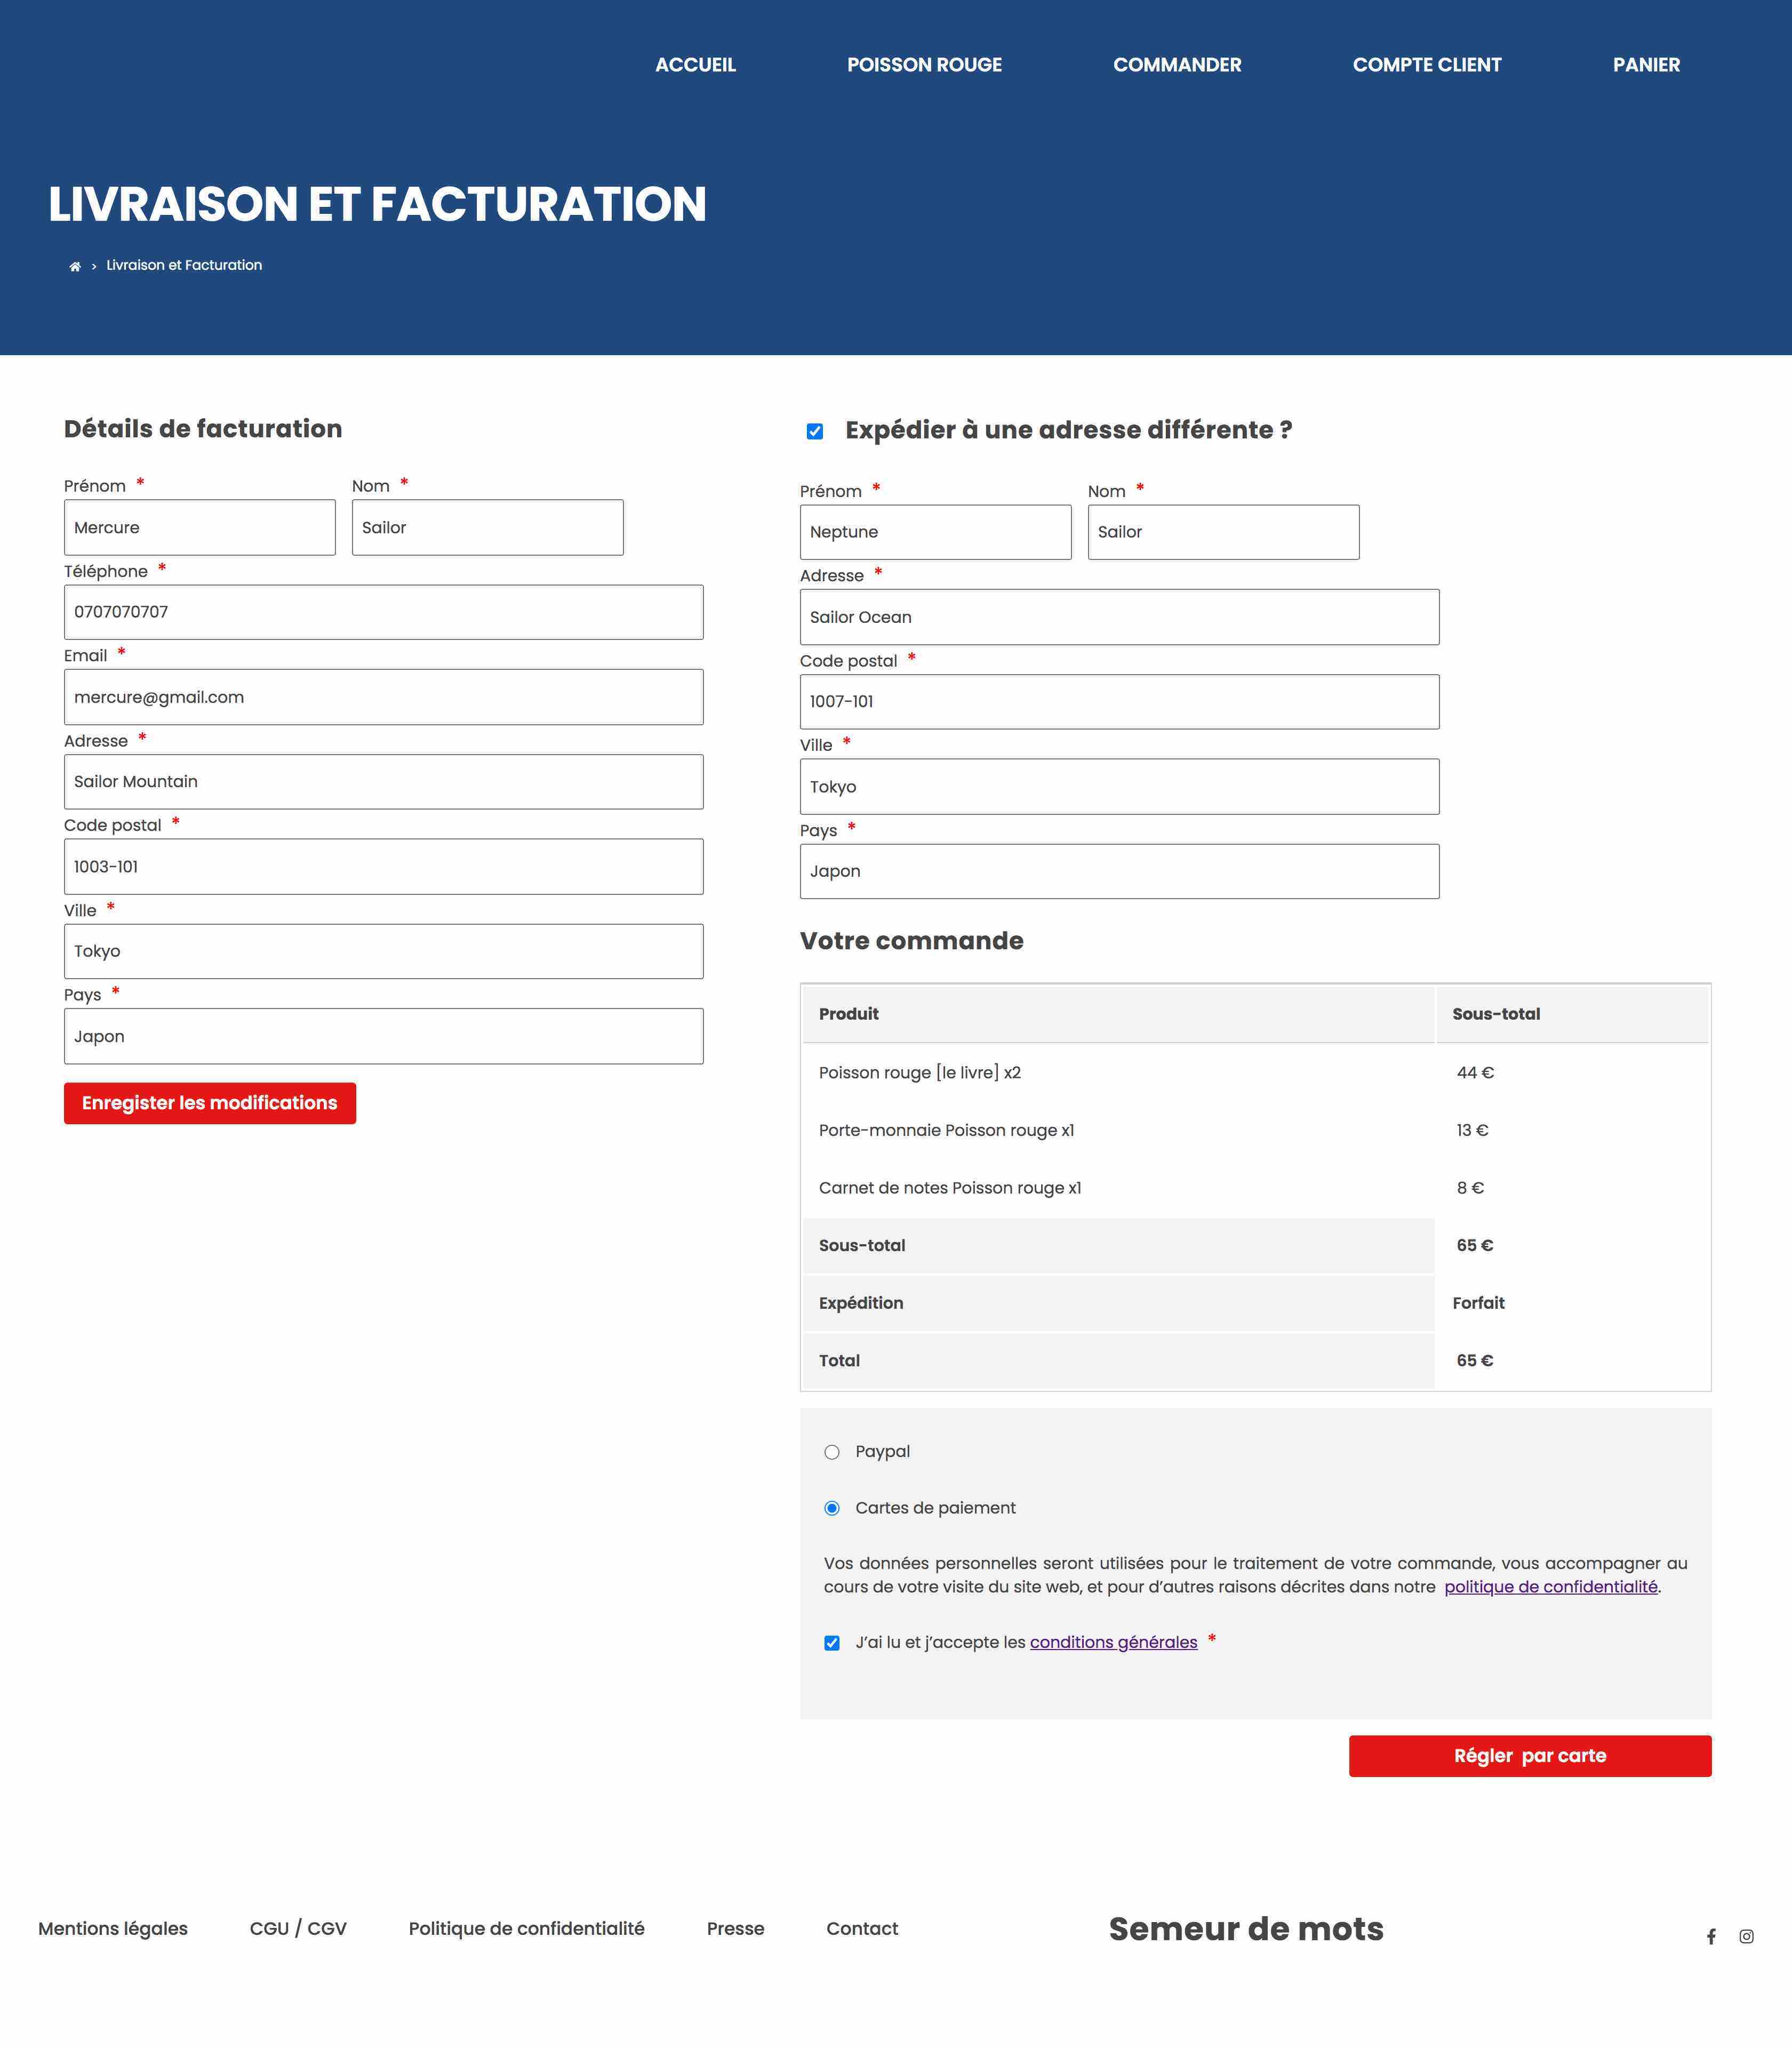 ACCUEIL POISSON ROUGE COMMANDER COMPTE CLIENT PANIER
LIVRAISON ET FACTURATION
> Livraison et Facturation
Détails de facturation
Prénom * Nom *
Mercure Sailor
Téléphone *
0707070707
Email *
mercure@gmail.com
Adresse *
Sailor Mountain
Code postal *
1003-101
Ville *
Tokyo
Pays *
Japon
Enregister les modifications
Expédier à une adresse différente ?
Prénom * Nom *
Neptune Sailor
Adresse *
Sailor Ocean
Code postal *
1007-101
Ville *
Tokyo
Pays *
Japon
Votre commande
Produit Sous-total
Poisson rouge [le livre] x2 44 €
Porte-monnaie Poisson rouge x1 13 €
Carnet de notes Poisson rouge x1 8 €
Sous-total 65 €
Expédition Forfait
Total 65 €
Paypal
Cartes de paiement
Vos données personnelles seront utilisées pour le traitement de votre commande, vous accompagner au
cours de votre visite du site web, et pour d’autres raisons décrites dans notre politique de confidentialité.
J’ai lu et j’accepte les conditions générales *
Régler par carte
Mentions légales CGU / CGV Politique de confidentialité Presse Contact Semeur de mots